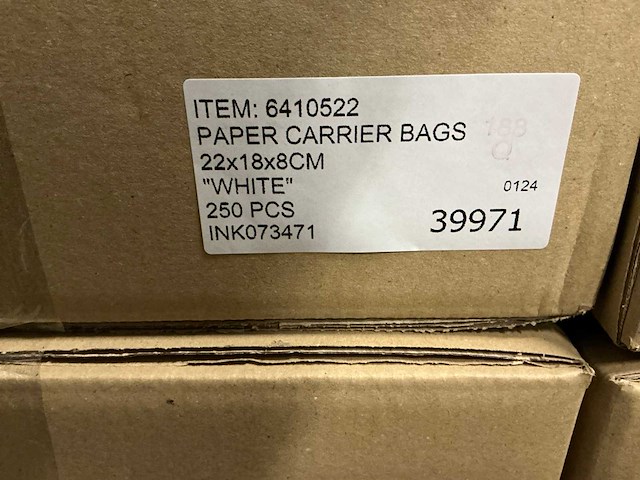 ITEM: 6410522
PAPER CARRIER BAGS
22x18x8CM
"WHITE"
0124
250 PCS
39971
INK073471